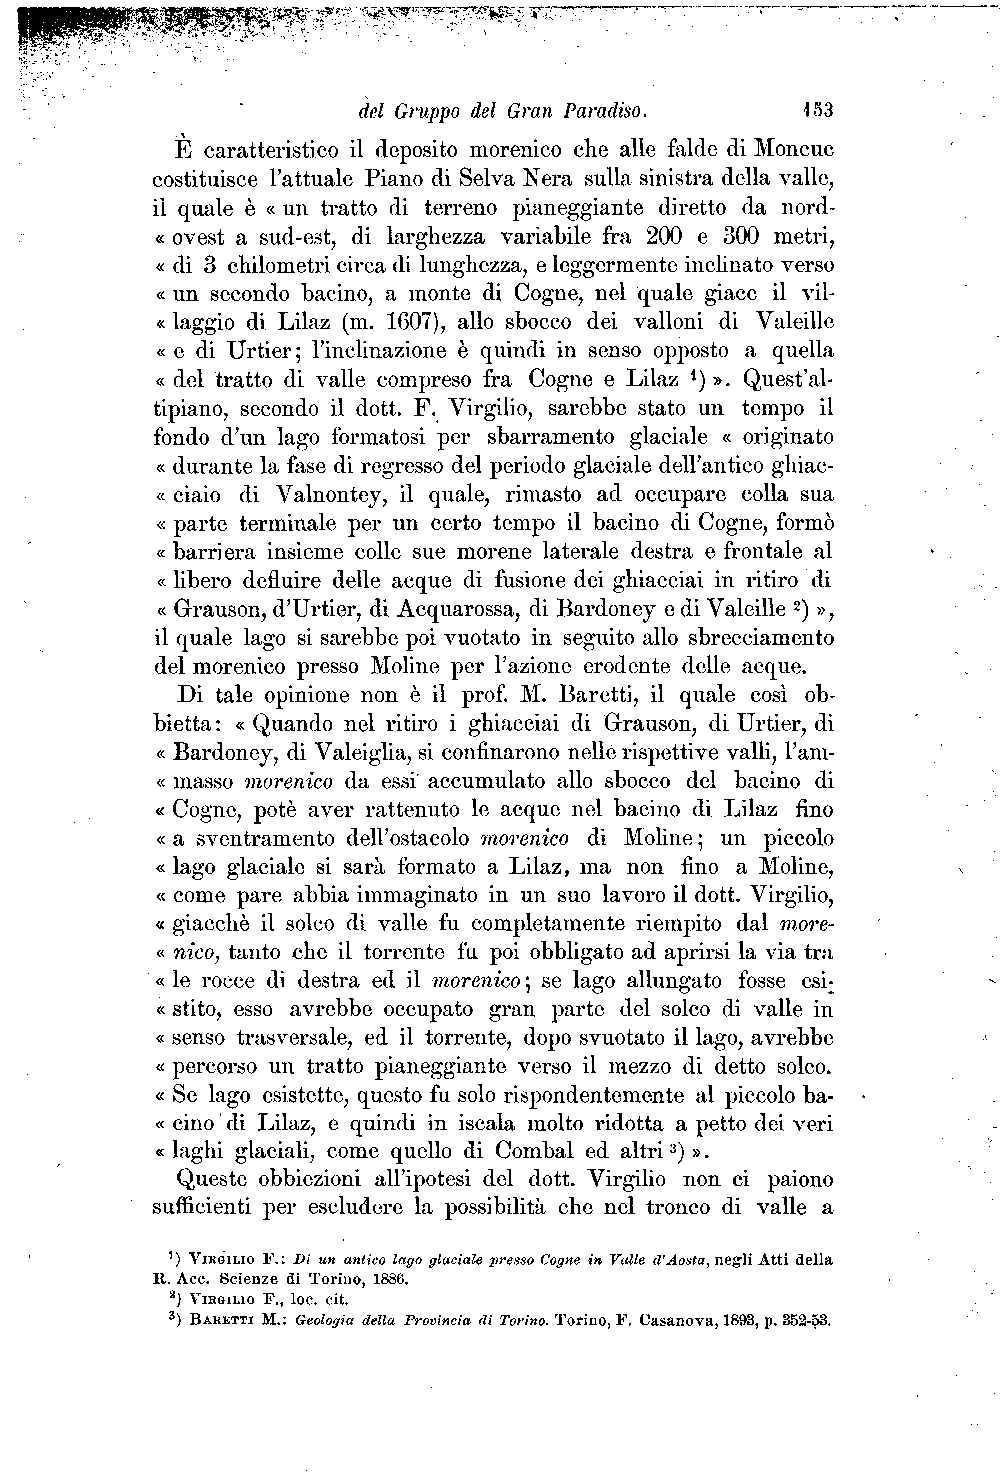 del Gruppo del Gran Paradiso. 153
È caratteristico il deposito morenico che alle falde di Moncuc
costituisce l'attuale Piano di Selva Nera sulla sinistra della valle,
il quale è « un tratto di terreno pianeggiante diretto da nord-
« ovest a sud-est, di larghezza variabile fra 200 e 300 metri,
« di 3 chilometri circa di lunghezza, e leggermente inclinato verso
« un secondo bacino, a monte di Cogne, nel quale giace il vil-
« laggio di Lilaz (m. 1607), allo sbocco dei valloni di Valeille
« e di Urtier; l'inclinazione è quindi in senso opposto a quella
« del tratto di valle compreso fra Cogne e Lilaz ¹) ». Quest'al-
tipiano, secondo il dott. F. Virgilio, sarebbe stato un tempo il
fondo d'un lago formatosi per sbarramento glaciale « originato
« durante la fase di regresso del periodo glaciale dell'antico ghiac-
« ciaio di Valnontey, il quale, rimasto ad occupare colla sua
« parte terminale per un certo tempo il bacino di Cogne, formò
« barriera insieme colle sue morene laterale destra e frontale al
« libero defluire delle acque di fusione dei ghiacciai in ritiro di
« Grauson, d'Urtier, di Acquarossa, di Bardoney e di Valeille ²) »,
il quale lago si sarebbe poi vuotato in seguito allo sbrecciamento
del morenico presso Moline per l'azione erodente delle acque.
Di tale opinione non è il prof. M. Baretti, il quale così ob-
bietta: « Quando nel ritiro i ghiacciai di Grauson, di Urtier, di
« Bardoney, di Valeiglia, si confinarono nelle rispettive valli, l'am-
« masso morenico da essi accumulato allo sbocco del bacino di
« Cogne, potè aver rattenuto le acque nel bacino di Lilaz fino
« a sventramento dell'ostacolo morenico di Moline; un piccolo
« lago glaciale si sarà formato a Lilaz, ma non fino a Moline,
« come pare abbia immaginato in un suo lavoro il dott. Virgilio,
« giacchè il solco di valle fu completamente riempito dal more-
« nico, tanto che il torrente fu poi obbligato ad aprirsi la via tra
« le rocce di destra ed il morenico; se lago allungato fosse esi-
« stito, esso avrebbe occupato gran parte del solco di valle in
« senso trasversale, ed il torrente, dopo svuotato il lago, avrebbe
« percorso un tratto pianeggiante verso il mezzo di detto solco.
« Se lago esistette, questo fu solo rispondentemente al piccolo ba-
« cino di Lilaz, e quindi in iscala molto ridotta a petto dei veri
« laghi glaciali, come quello di Combal ed altri ³) ».
Queste obbiezioni all'ipotesi del dott. Virgilio non ci paiono
sufficienti per escludere la possibilità che nel tronco di valle a
¹) VIRGILIO F.: Di un antico lago glaciale presso Cogne in Valle d'Aosta, negli Atti della
R. Acc. Scienze di Torino, 1886.
²) VIRGILIO F., loc. cit.
³) BARETTI M.: Geologia della Provincia di Torino. Torino, F. Casanova, 1893, p. 352-53.